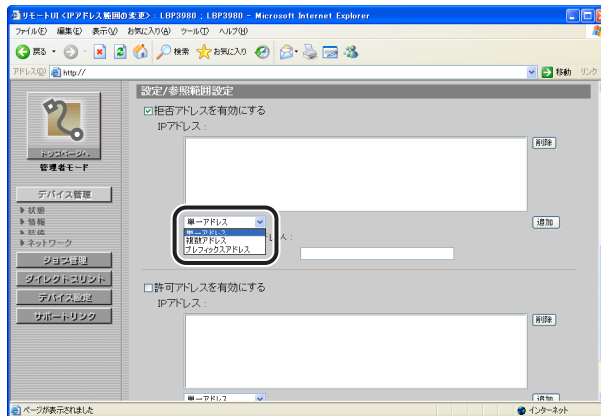 リモートUI <IPアドレス範囲の変更> : LBP3980 ; LBP3980 - Microsoft Internet Explorer
ファイル(F) 編集(E) 表示(V) お気に入り(A) ツール(T) ヘルプ(H)
戻る 検索 お気に入り
アドレス(D) http:// 移動 リンク
設定/参照範囲設定
拒否アドレスを有効にする
IPアドレス :
削除
トップページへ
管理者モード
デバイス管理
状態
情報
ネットワーク
ジョブ管理
ダイレクトプリント
デバイス設定
サポートリンク
単一アドレス
追加
単一アドレス
複数アドレス
プレフィックスアドレス
許可アドレスを有効にする
IPアドレス :
削除
単一アドレス
追加
ページが表示されました
インターネット